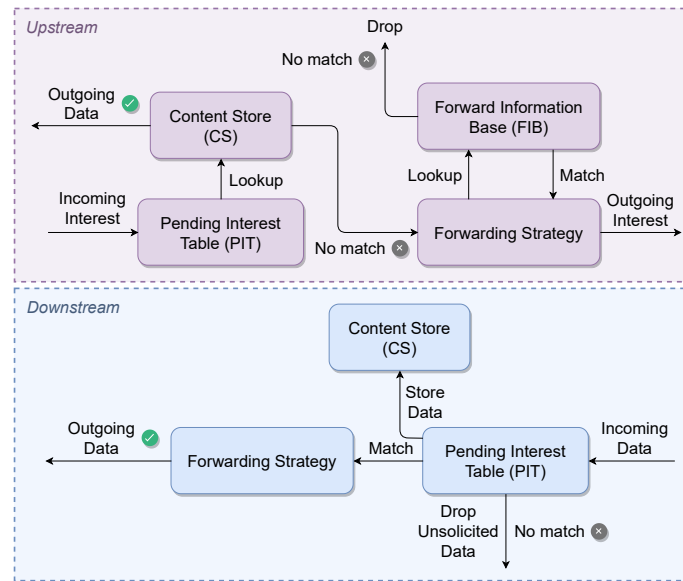 Upstream
Drop
No match
Outgoing
Data
Content Store
(CS)
Forward Information
Base (FIB)
Lookup
Lookup
Match
Incoming
Interest
Pending Interest
Table (PIT)
No match
Forwarding Strategy
Outgoing
Interest
Downstream
Content Store
(CS)
Store
Data
Outgoing
Data
Forwarding Strategy
Match
Pending Interest
Table (PIT)
Incoming
Data
Drop
Unsolicited
Data
No match